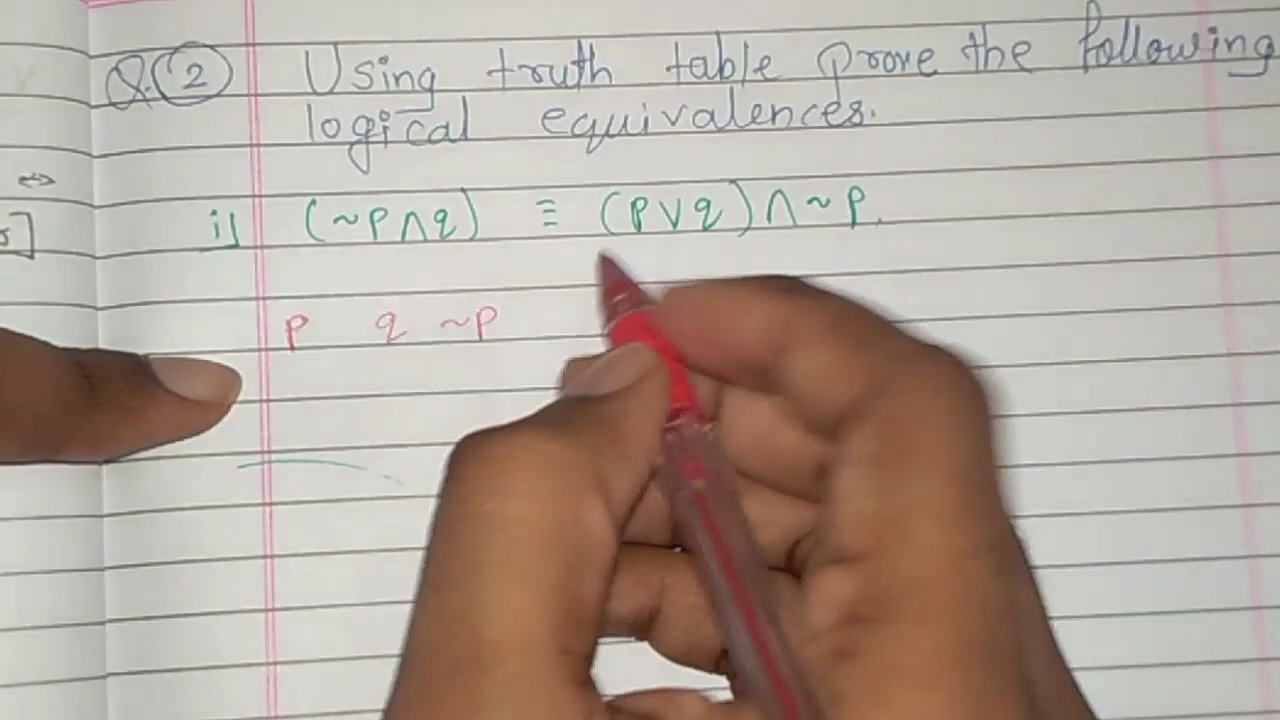 Q.(2) Using truth table prove the following
logical equivalences.
↔
i) (~p∧q) ≡ (p∨q)∧~p.
p q ~p